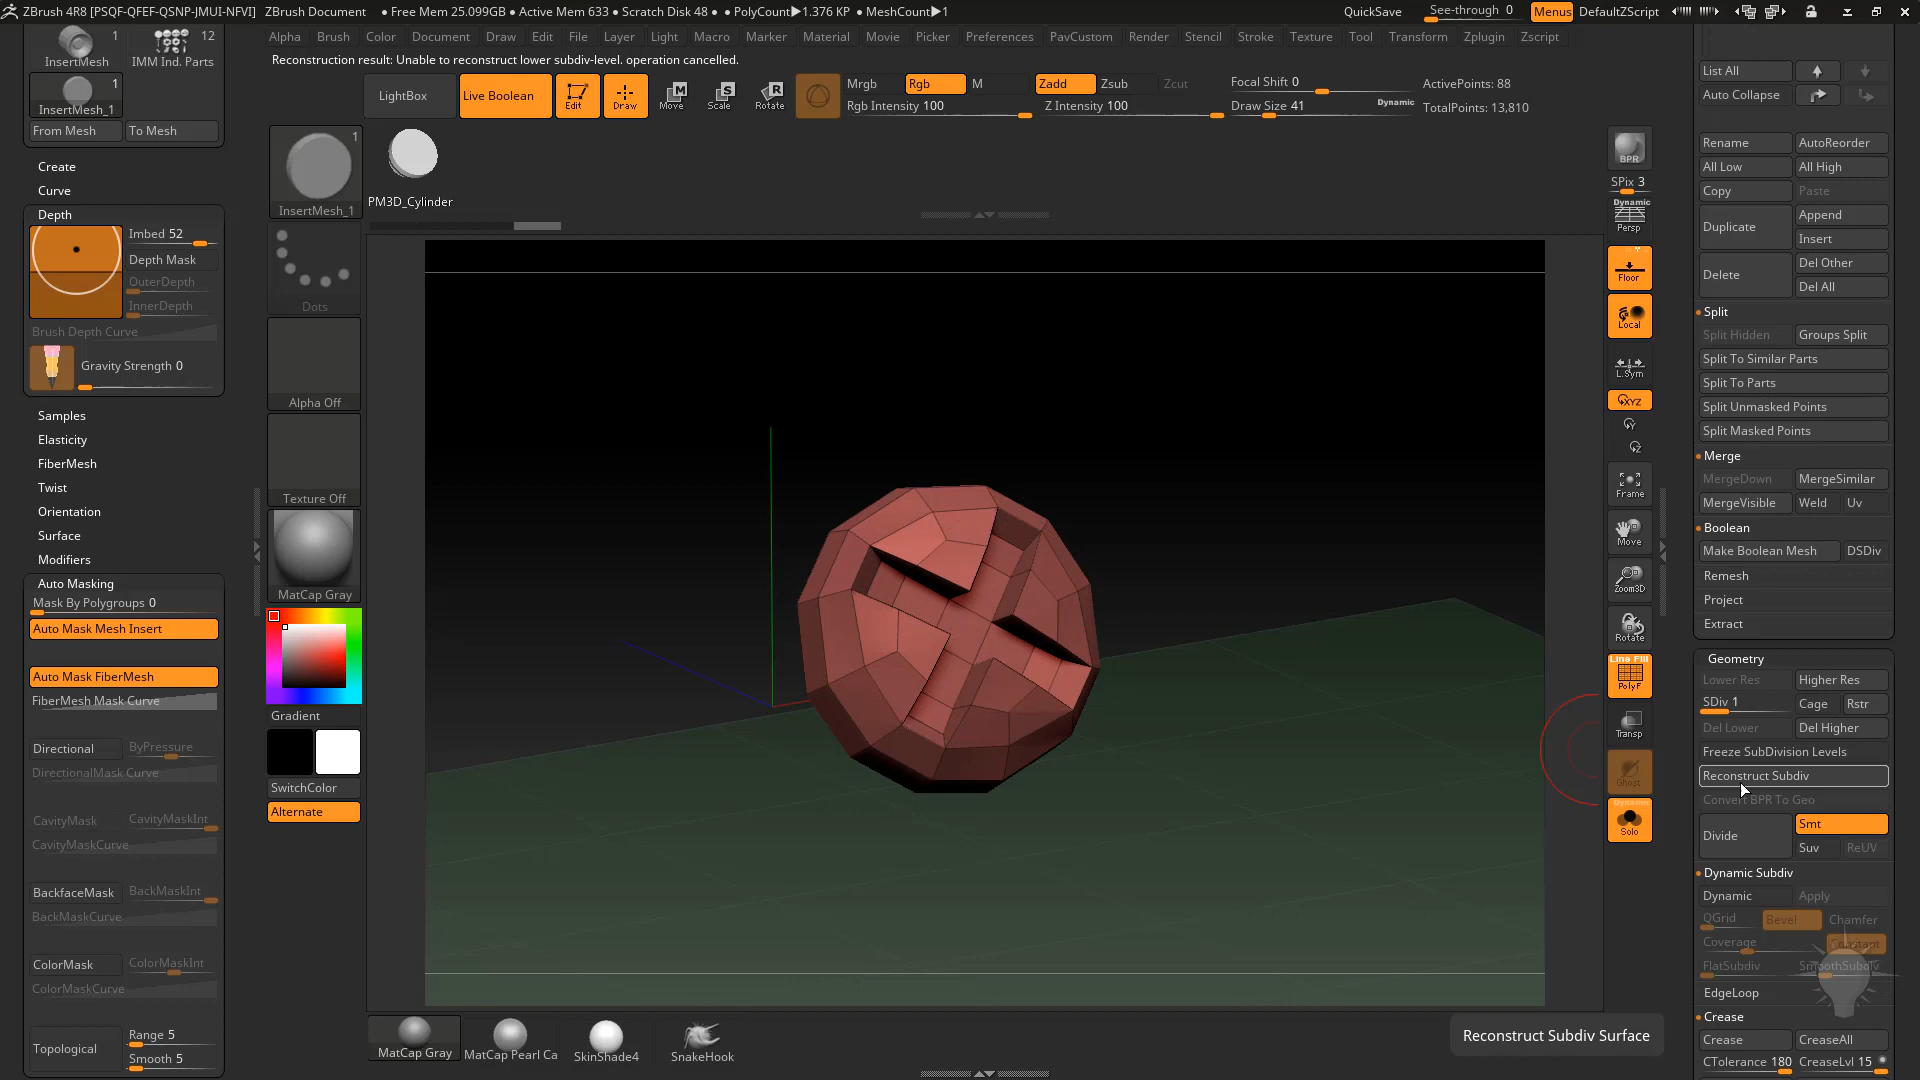 ZBrush 4R8 [PSQF-QFEF-QSNP-JMUI-NFVI] ZBrush Document • Free Mem 25.099GB • Active Mem 633 • Scratch Disk 48 • PolyCount▶1.376 KP • MeshCount▶1 QuickSave See-through 0 Menus DefaultZScript
Alpha Brush Color Document Draw Edit File Layer Light Macro Marker Material Movie Picker Preferences PavCustom Render Stencil Stroke Texture Tool Transform Zplugin Zscript
Reconstruction result: Unable to reconstruct lower subdiv-level. operation cancelled.
1 12
InsertMesh IMM Ind. Parts
1
InsertMesh_1
From Mesh To Mesh
Create
Curve
Depth
Imbed 52
Depth Mask
OuterDepth
InnerDepth
Brush Depth Curve
Gravity Strength 0
Samples
Elasticity
FiberMesh
Twist
Orientation
Surface
Modifiers
Auto Masking
Mask By Polygroups 0
Auto Mask Mesh Insert
Auto Mask FiberMesh
FiberMesh Mask Curve
Directional ByPressure
DirectionalMask Curve
CavityMask CavityMaskInt
CavityMaskCurve
BackfaceMask BackMaskInt
BackMaskCurve
ColorMask ColorMaskInt
ColorMaskCurve
Topological
Range 5
Smooth 5
LightBox Live Boolean Edit Draw Move Scale Rotate
Mrgb Rgb M
Rgb Intensity 100
Zadd Zsub Zcut
Z Intensity 100
Focal Shift 0
Draw Size 41 Dynamic
ActivePoints: 88
TotalPoints: 13,810
1
InsertMesh_1
PM3D_Cylinder
Dots
Alpha Off
Texture Off
MatCap Gray
Gradient
SwitchColor
Alternate
MatCap Gray MatCap Pearl Ca SkinShade4 SnakeHook
BPR
SPix 3
Dynamic
Persp
Floor
Local
L.Sym
XYZ
Y
Z
Frame
Move
Zoom3D
Rotate
Line Fill
PolyF
Transp
Ghost
Dynamic
Solo
List All
Auto Collapse
Rename AutoReorder
All Low All High
Copy Paste
Duplicate Append
Insert
Delete Del Other
Del All
Split
Split Hidden Groups Split
Split To Similar Parts
Split To Parts
Split Unmasked Points
Split Masked Points
Merge
MergeDown MergeSimilar
MergeVisible Weld Uv
Boolean
Make Boolean Mesh DSDiv
Remesh
Project
Extract
Geometry
Lower Res Higher Res
SDiv 1 Cage Rstr
Del Lower Del Higher
Freeze SubDivision Levels
Reconstruct Subdiv
Convert BPR To Geo
Divide Smt
Suv ReUV
Dynamic Subdiv
Dynamic Apply
QGrid Bevel Chamfer
Coverage Constant
FlatSubdiv SmoothSubdiv
EdgeLoop
Crease
Crease CreaseAll
CTolerance 180 CreaseLvl 15
Reconstruct Subdiv Surface